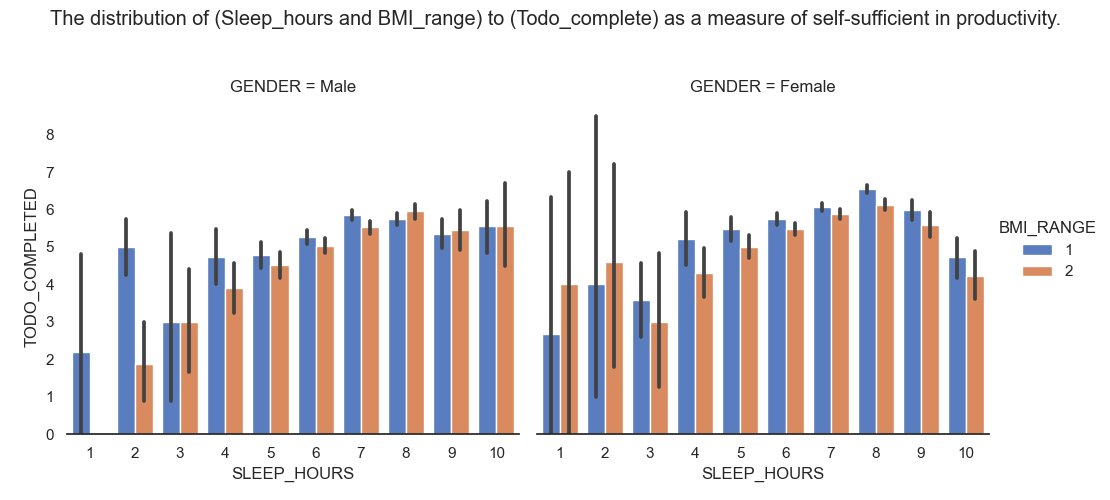 The distribution of (Sleep_hours and BMI_range) to (Todo_complete) as a measure of self-sufficient in productivity.
GENDER = Male
GENDER = Female
TODO_COMPLETED
8
7
6
5
4
3
2
1
0
1 2 3 4 5 6 7 8 9 10
SLEEP_HOURS
1 2 3 4 5 6 7 8 9 10
SLEEP_HOURS
BMI_RANGE
1
2